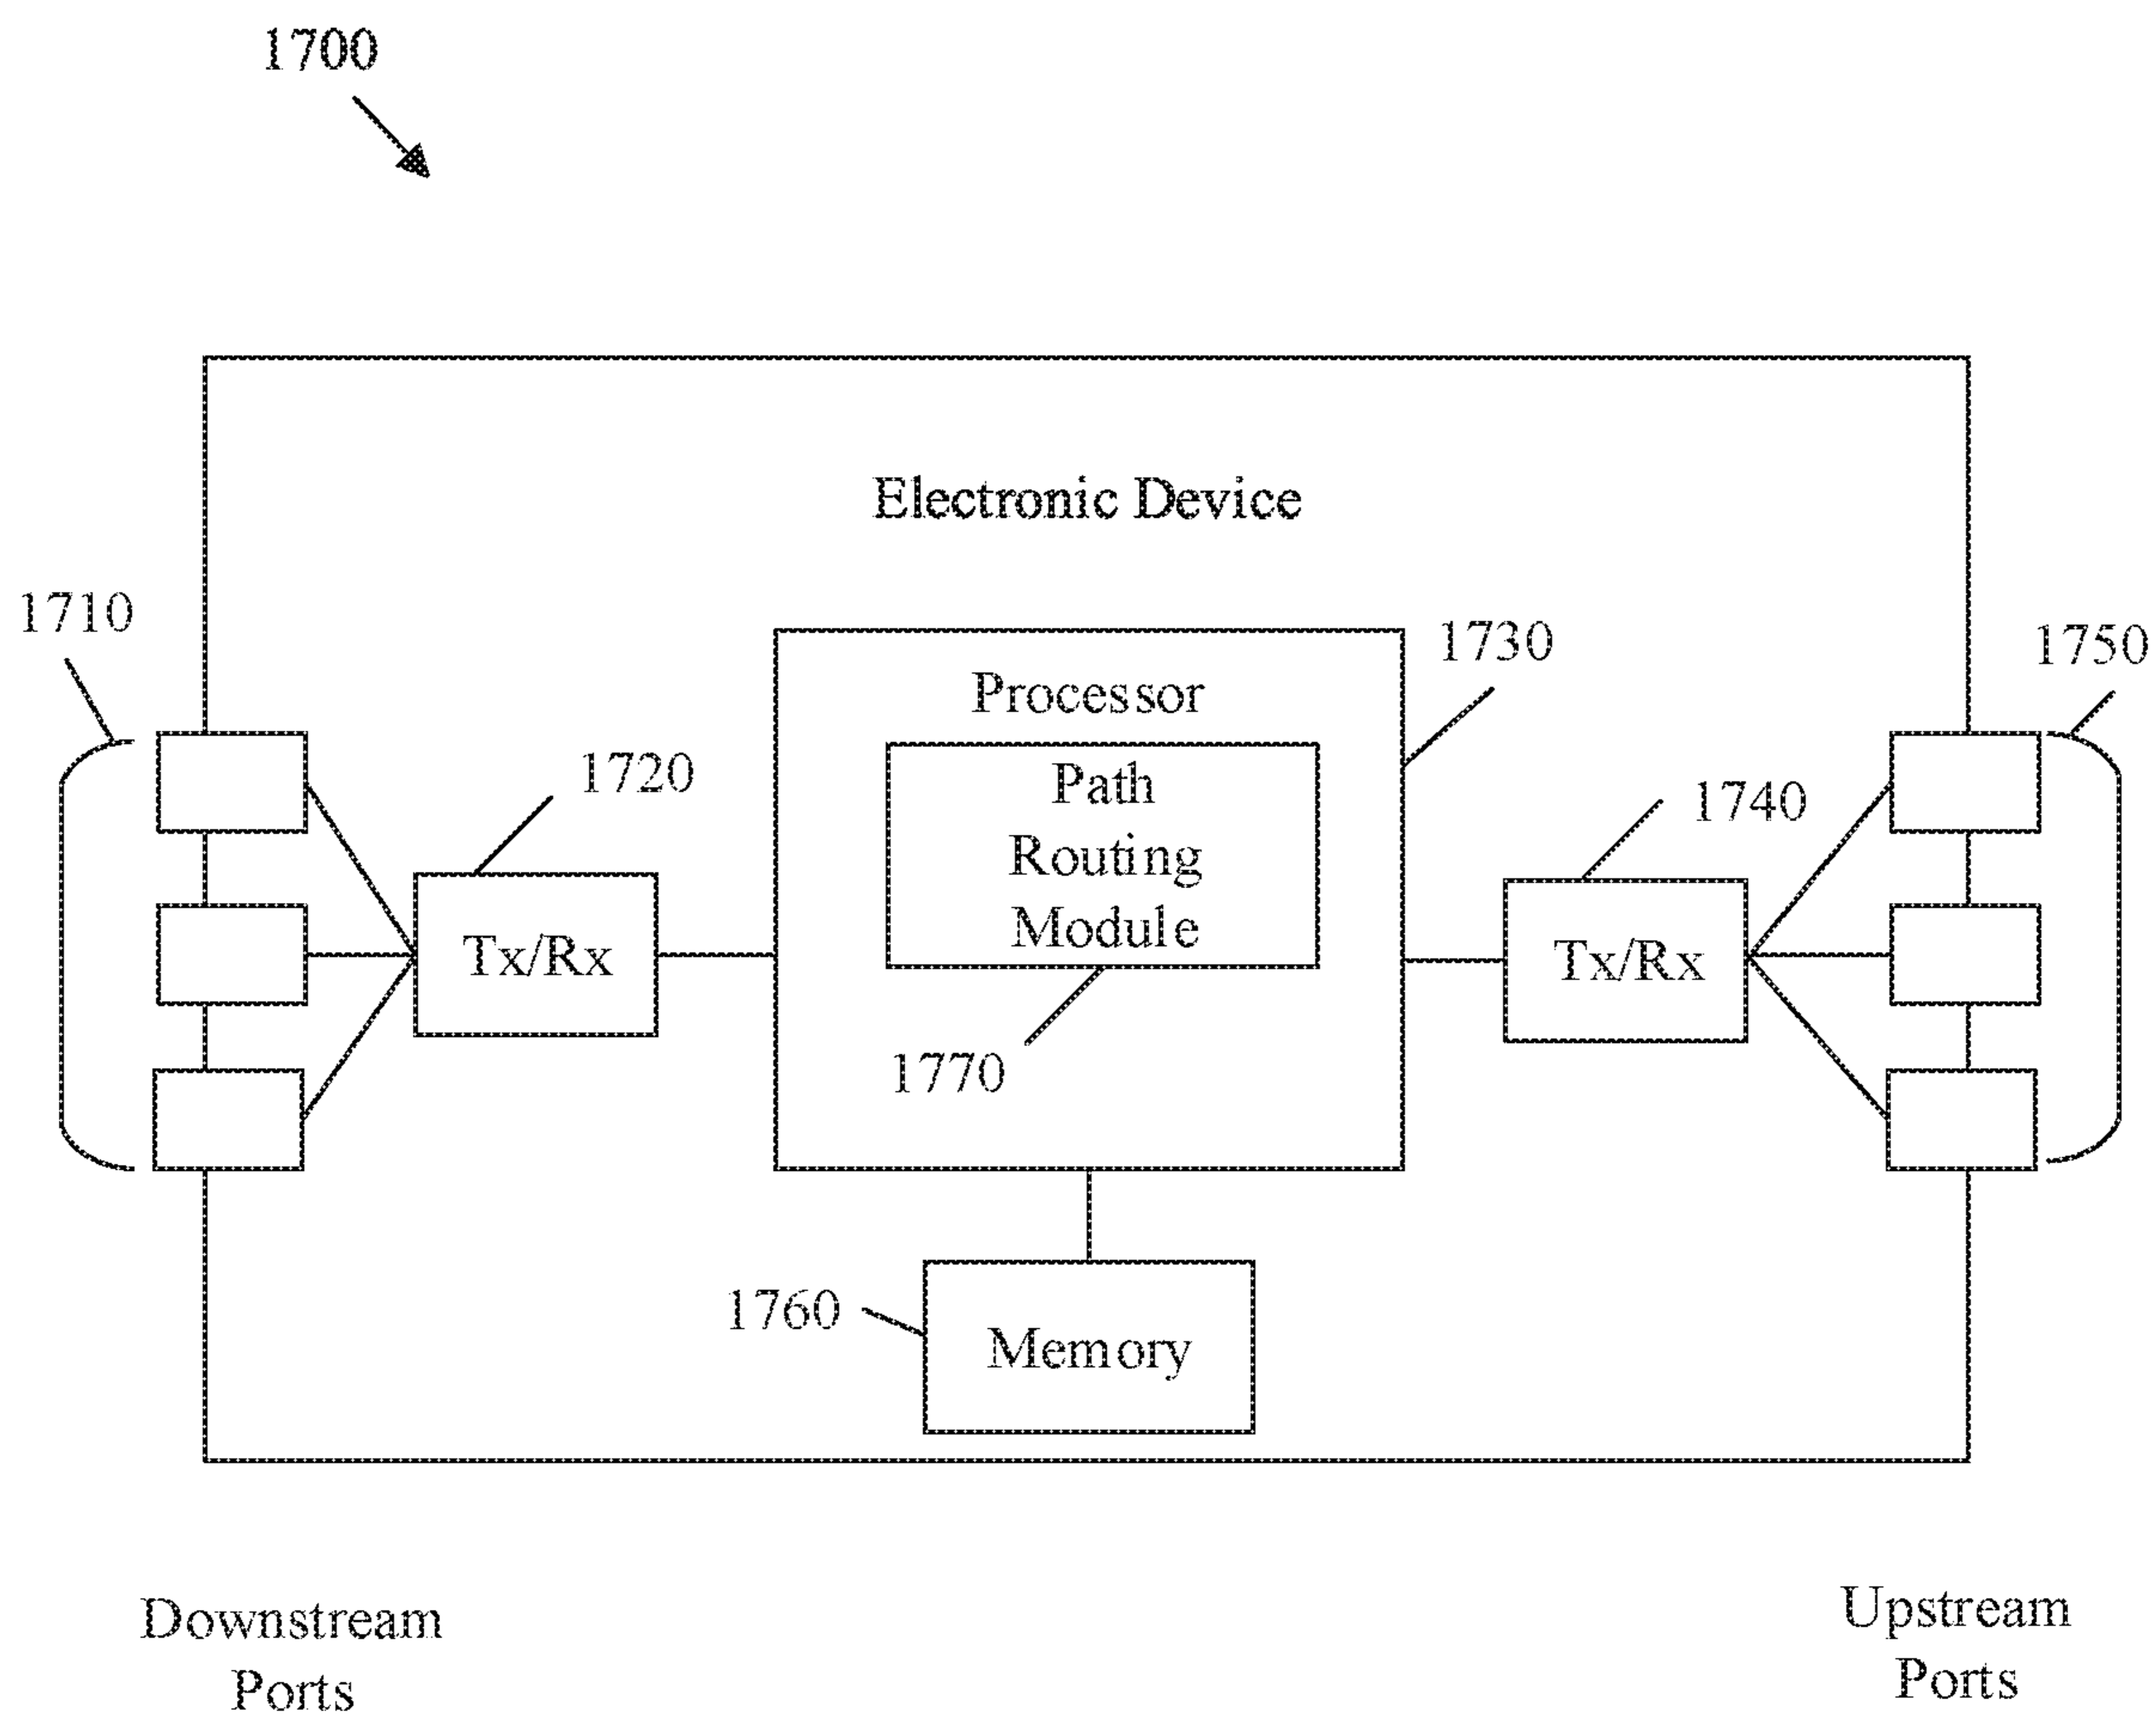 1700
Electronic Device
1710
1730
1750
Processor
1720
Path
Routing
Module
1740
Tx/Rx
Tx/Rx
1770
1760
Memory
Downstream
Ports
Upstream
Ports